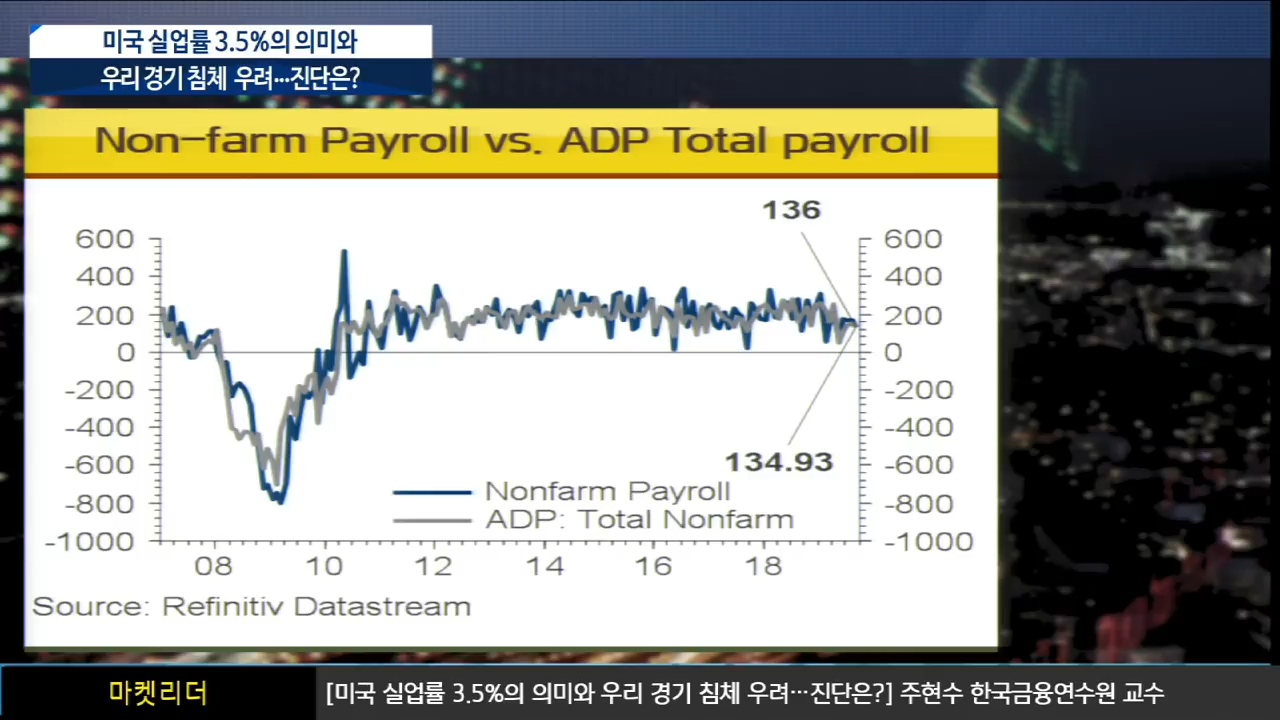 미국 실업률 3.5%의 의미와
우리 경기 침체 우려…진단은?
Non-farm Payroll vs. ADP Total payroll
136
600 600
400 400
200 200
0 0
-200 -200
-400 -400
134.93
-600 -600
Nonfarm Payroll
-800 -800
ADP: Total Nonfarm
-1000 -1000
08 10 12 14 16 18
Source: Refinitiv Datastream
마켓리더
[미국 실업률 3.5%의 의미와 우리 경기 침체 우려…진단은?] 주현수 한국금융연수원 교수